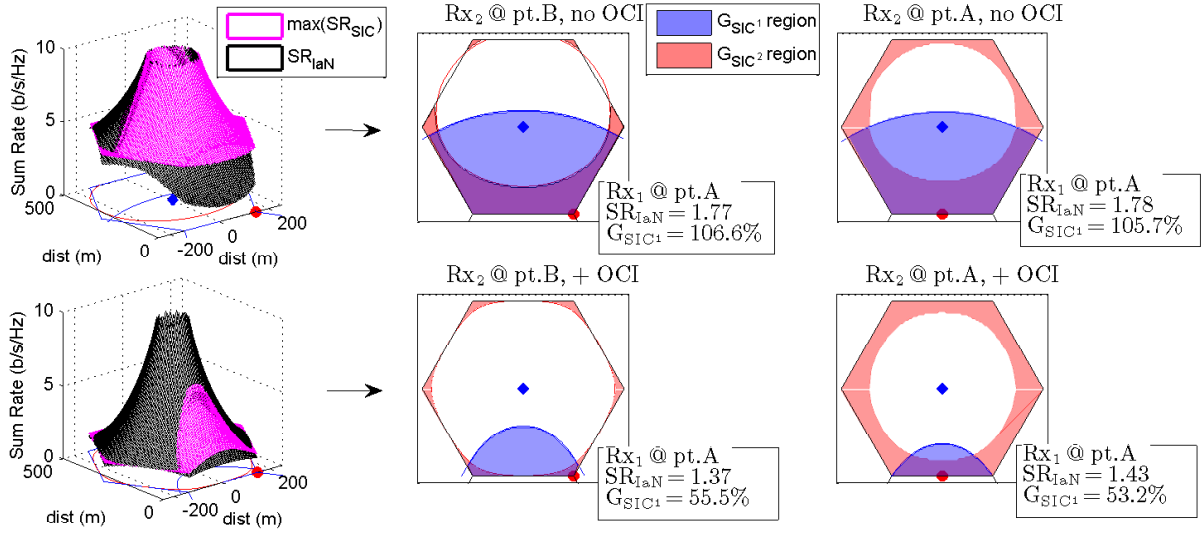 max(SR_SIC)
SR_IaN
Sum Rate (b/s/Hz)
10
5
0
500
0
dist (m)
-200
0
200
dist (m)
Rx₂ @ pt.B, no OCI
G_SIC¹ region
G_SIC² region
Rx₁ @ pt.A
SR_IaN = 1.77
G_SIC¹ = 106.6%
Rx₂ @ pt.A, no OCI
Rx₁ @ pt.A
SR_IaN = 1.78
G_SIC¹ = 105.7%
Sum Rate (b/s/Hz)
10
5
0
500
0
dist (m)
-200
0
200
dist (m)
Rx₂ @ pt.B, + OCI
Rx₁ @ pt.A
SR_IaN = 1.37
G_SIC¹ = 55.5%
Rx₂ @ pt.A, + OCI
Rx₁ @ pt.A
SR_IaN = 1.43
G_SIC¹ = 53.2%